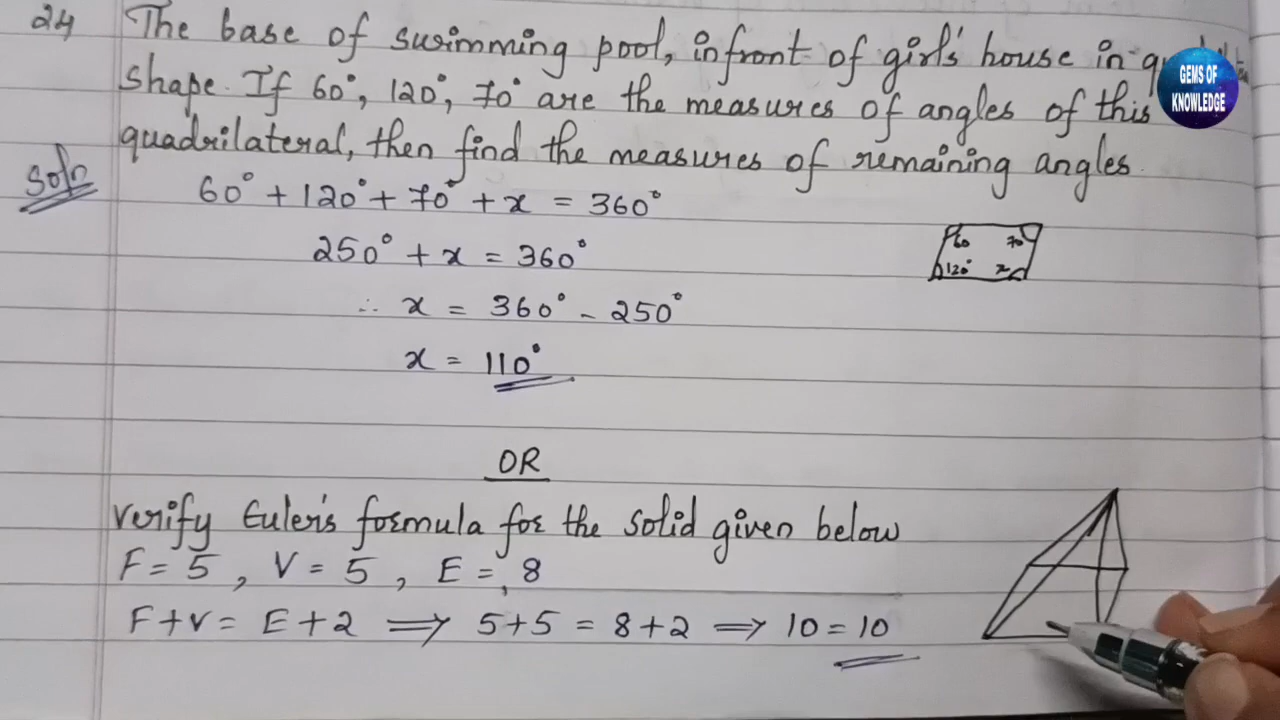 24 The base of swimming pool, infront of girl's house in
GEMS OF
KNOWLEDGE
shape. If 60°, 120°, 70° are the measures of angles of this
quadrilateral, then find the measures of remaining angles.
Soln
60° + 120° + 70° + x = 360°
250° + x = 360°
60 70°
120° x
∴ x = 360° - 250°
x = 110°
OR
Verify Euler's formula for the solid given below
F = 5 , V = 5 , E = 8
F+V = E+2 ⟹ 5+5 = 8+2 ⟹ 10 = 10